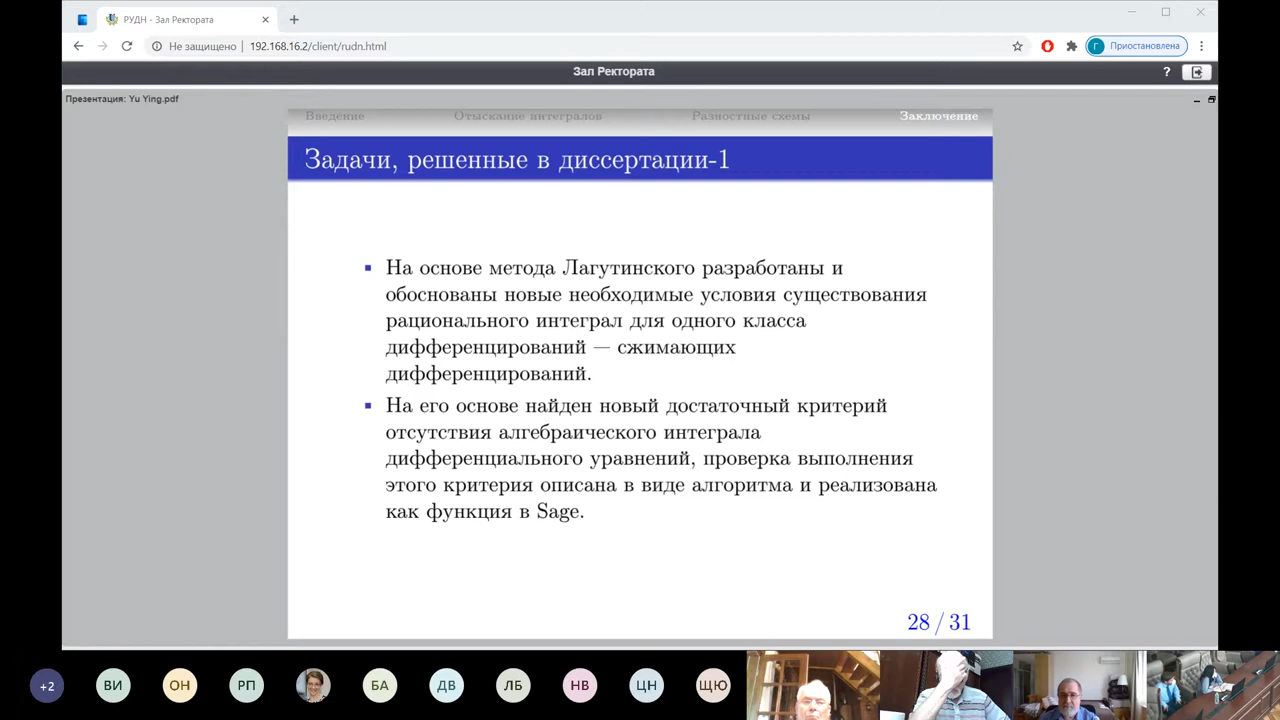 РУДН - Зал Ректората
Не защищено | 192.168.16.2/client/rudn.html
Г Приостановлена
Зал Ректората
?
Презентация: Yu Ying.pdf
Введение Отыскание интегралов Разностные схемы Заключение
Задачи, решенные в диссертации-1
На основе метода Лагутинского разработаны и
обоснованы новые необходимые условия существования
рационального интеграл для одного класса
дифференцирований — сжимающих
дифференцирований.
На его основе найден новый достаточный критерий
отсутствия алгебраического интеграла
дифференциального уравнений, проверка выполнения
этого критерия описана в виде алгоритма и реализована
как функция в Sage.
28 / 31
+2 ВИ ОН РП БА ДВ ЛБ НВ ЦН ЩЮ